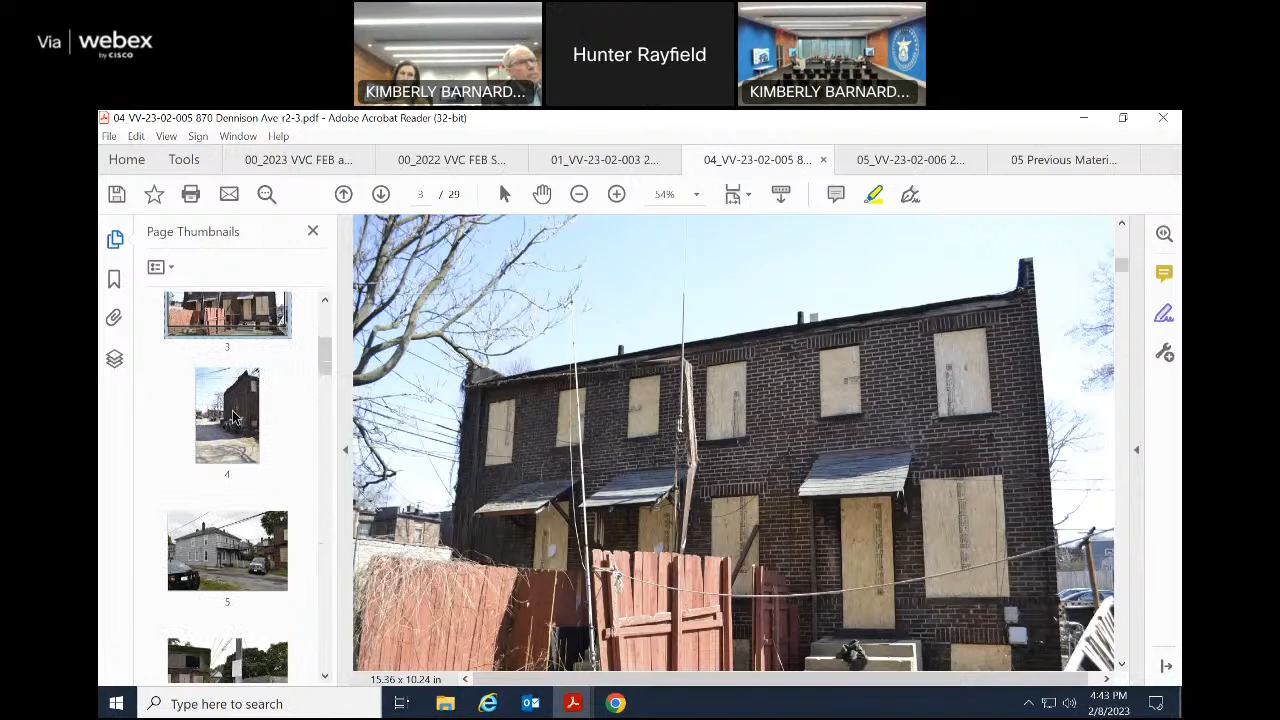 Via webex
by CISCO
KIMBERLY BARNARD...
Hunter Rayfield
KIMBERLY BARNARD...
04_VV-23-02-005 870 Dennison Ave_r2-3.pdf - Adobe Acrobat Reader (32-bit)
File Edit View Sign Window Help
Home Tools 00_2023 VVC FEB a... 00_2022 VVC FEB S... 01_VV-23-02-003 2... 04_VV-23-02-005 8... 05_VV-23-02-006 2... 05 Previous Materi...
3 / 29 54%
Page Thumbnails
3
4
5
15.36 x 10.24 in
Type here to search
4:43 PM
2/8/2023